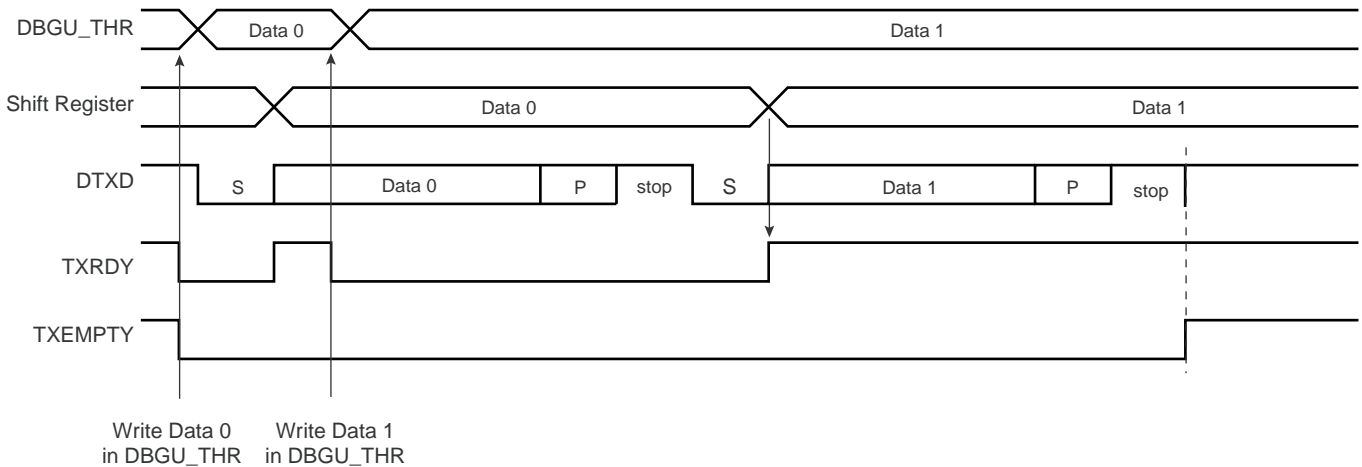 DBGU_THR Data 0 Data 1
Shift Register Data 0 Data 1
DTXD S Data 0 P stop S Data 1 P stop
TXRDY
TXEMPTY
Write Data 0 Write Data 1
in DBGU_THR in DBGU_THR